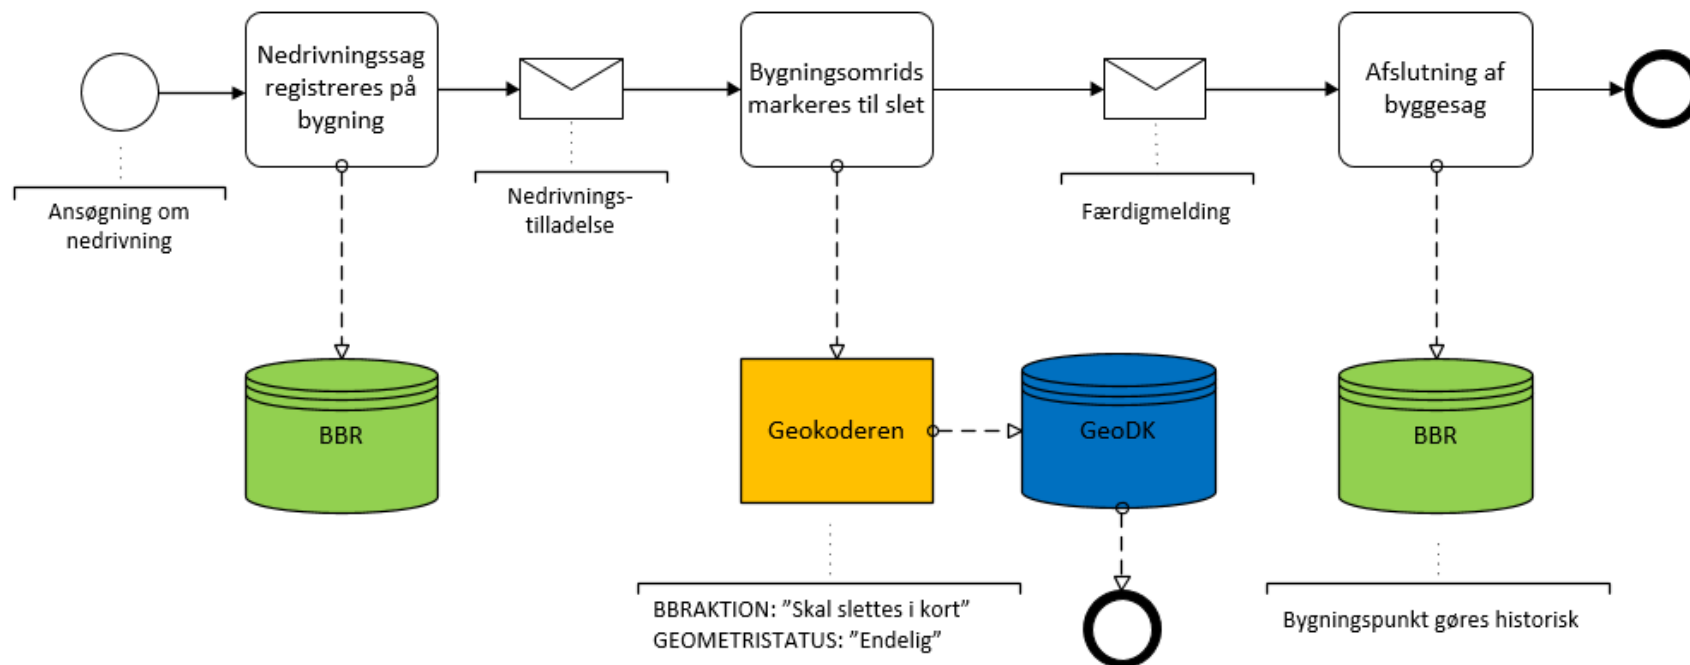 Nedrivningssag
registreres på
bygning
Bygningsomrids
markeres til slet
Afslutning af
byggesag
Ansøgning om
nedrivning
Nedrivnings-
tilladelse
Færdigmelding
BBR
Geokoderen
GeoDK
BBR
BBRAKTION: ”Skal slettes i kort”
GEOMETRISTATUS: ”Endelig”
Bygningspunkt gøres historisk